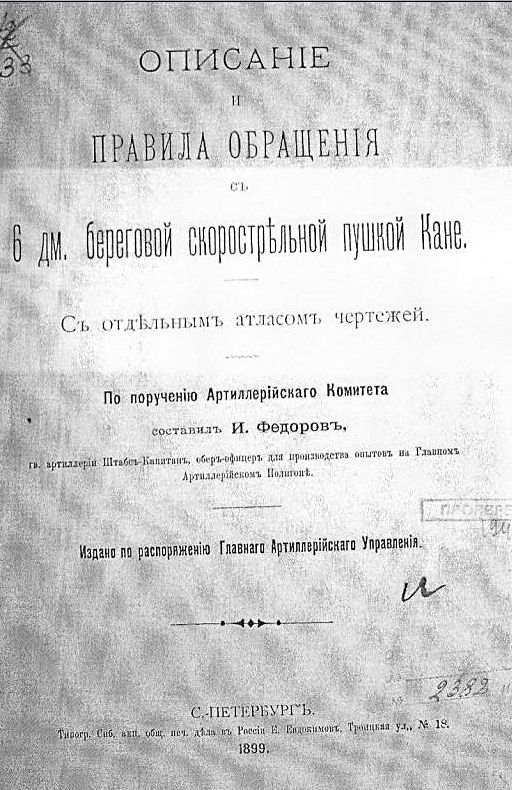 33
ОПИСАНІЕ
И
ПРАВИЛА ОБРАЩЕНІЯ
СЪ
6 дм. береговой скорострѣльной пушкой Кане.
Съ отдѣльнымъ атласомъ чертежей.
По порученію Артиллерійскаго Комитета
составилъ И. Федоровъ,
гв. артиллеріи Штабсъ-Капитанъ, оберъ-офицеръ для производства опытовъ на Главномъ
Артиллерійскомъ Полигонѣ.
Издано по распоряженію Главнаго Артиллерійскаго Управленія.
2382
С.-ПЕТЕРБУРГЪ.
Типогр. Спб. акц. общ. печ. дѣла въ Россіи Е. Евдокимовъ, Троицкая ул., № 18.
1899.